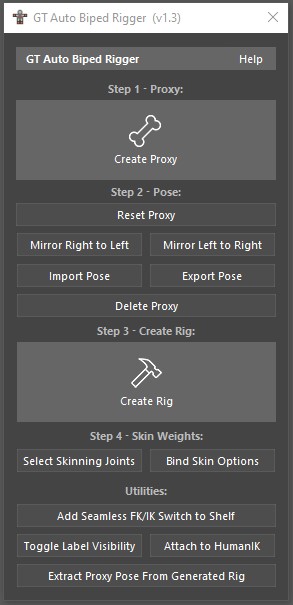 GT Auto Biped Rigger (v1.3)
GT Auto Biped Rigger Help
Step 1 - Proxy:
Create Proxy
Step 2 - Pose:
Reset Proxy
Mirror Right to Left Mirror Left to Right
Import Pose Export Pose
Delete Proxy
Step 3 - Create Rig:
Create Rig
Step 4 - Skin Weights:
Select Skinning Joints Bind Skin Options
Utilities:
Add Seamless FK/IK Switch to Shelf
Toggle Label Visibility Attach to HumanIK
Extract Proxy Pose From Generated Rig